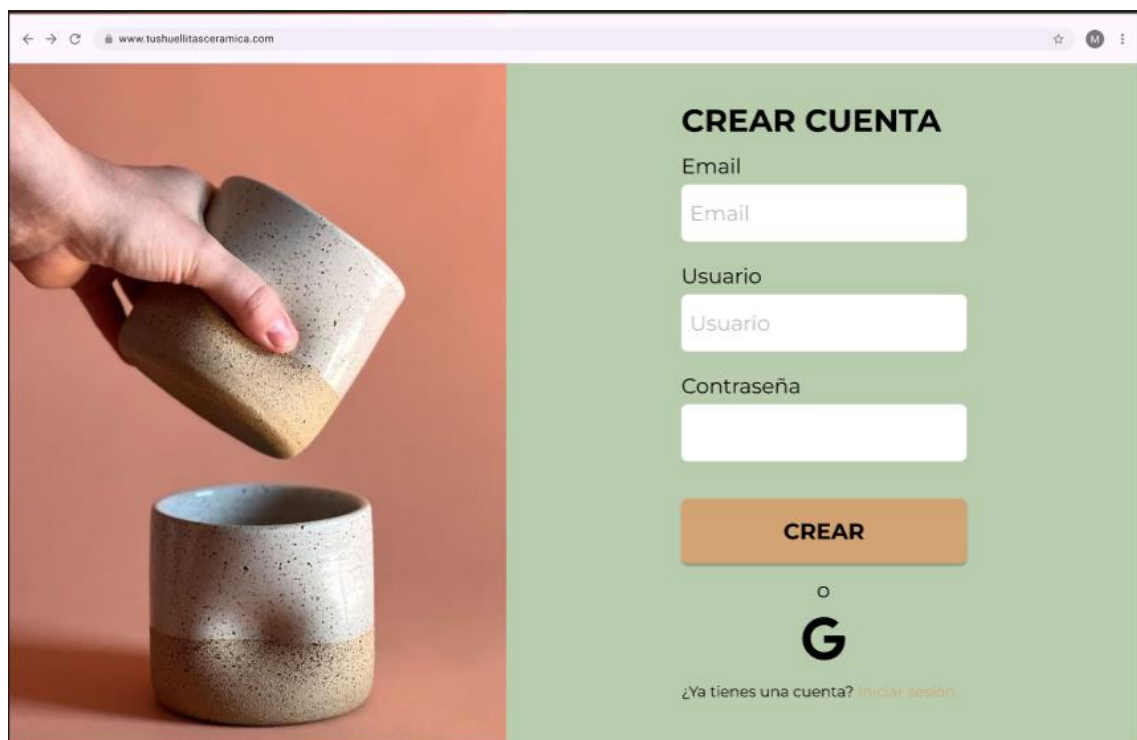 www.tushuellitasceramica.com
M
CREAR CUENTA
Email
Email
Usuario
Usuario
Contraseña
CREAR
O
G
¿Ya tienes una cuenta? Iniciar sesión